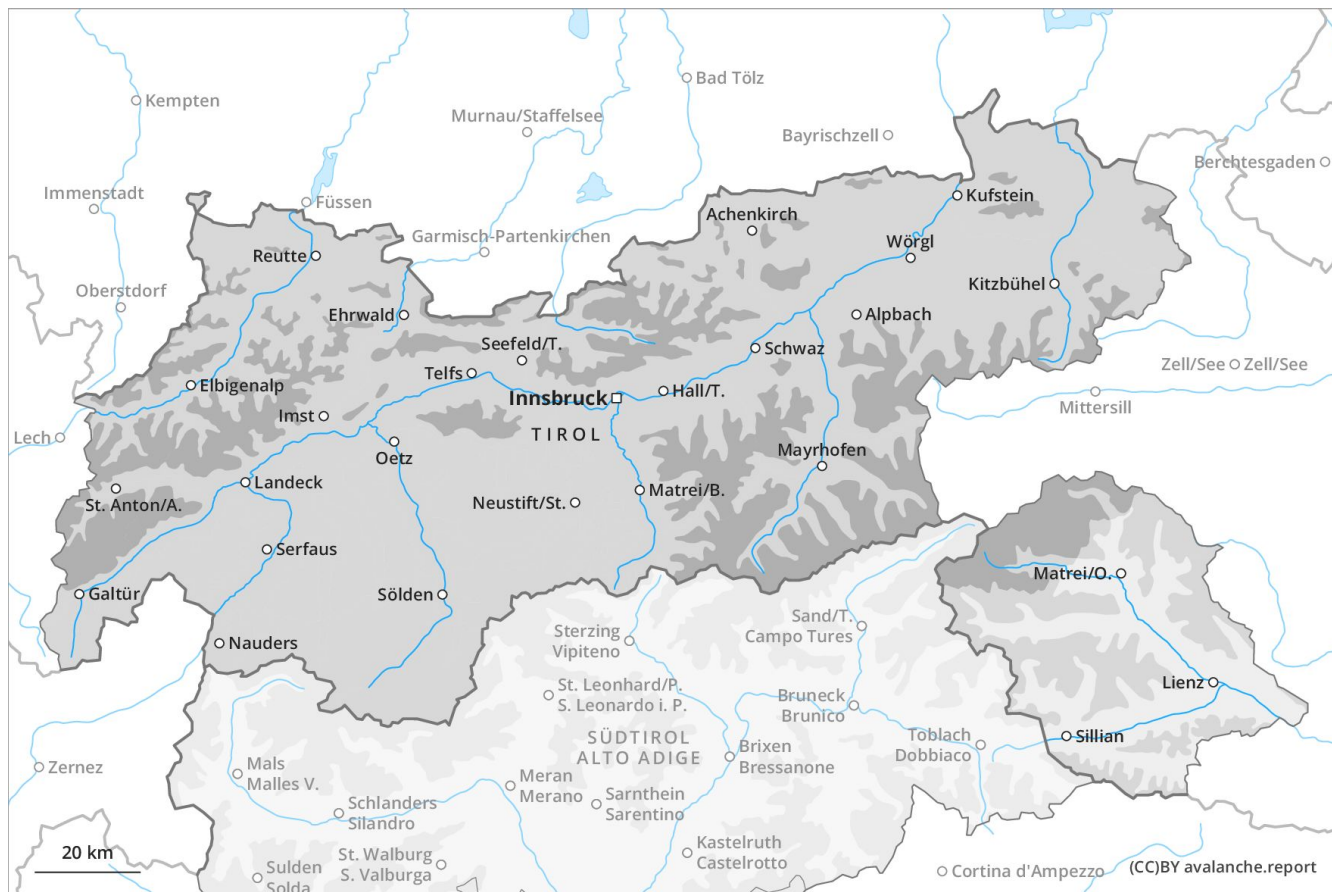 Bad Tölz
Kempten
Murnau/Staffelsee
Bayrischzell
Berchtesgaden
Immenstadt
Füssen
Kufstein
Achenkirch
Garmisch-Partenkirchen
Wörgl
Reutte
Kitzbühel
Oberstdorf
Ehrwald
Alpbach
Seefeld/T.
Schwaz
Zell/See
Zell/See
Telfs
Elbigenalp
Hall/T.
Innsbruck
Mittersill
Imst
TIROL
Lech
Mayrhofen
Oetz
Landeck
Matrei/B.
St. Anton/A.
Neustift/St.
Serfaus
Matrei/O.
Galtür
Sölden
Sand/T.
Campo Tures
Sterzing
Vipiteno
Nauders
Lienz
St. Leonhard/P.
S. Leonardo i. P.
Bruneck
Brunico
SÜDTIROL
ALTO ADIGE
Sillian
Toblach
Dobbiaco
Brixen
Bressanone
Zernez
Mals
Malles V.
Meran
Merano
Sarnthein
Sarentino
Schlanders
Silandro
Kastelruth
Castelrotto
20 km
St. Walburg
S. Valburga
Sulden
Solda
Cortina d'Ampezzo
(CC)BY avalanche.report